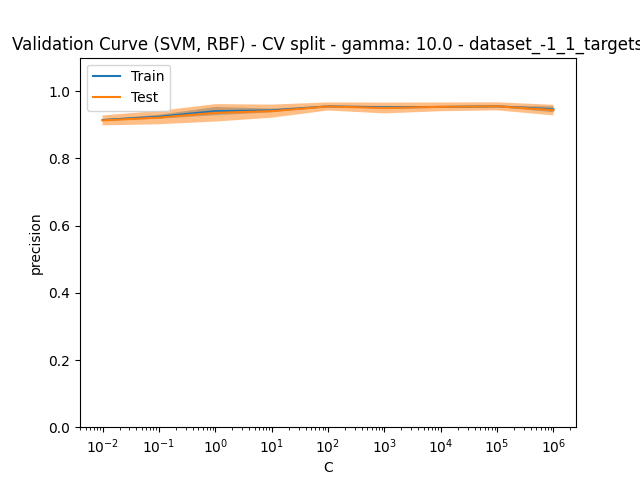 Validation Curve (SVM, RBF) - CV split - gamma: 10.0 - dataset_-1_1_targets
Train
Test
1.0
0.8
0.6
0.4
0.2
0.0
precision
10⁻² 10⁻¹ 10⁰ 10¹ 10² 10³ 10⁴ 10⁵ 10⁶
C